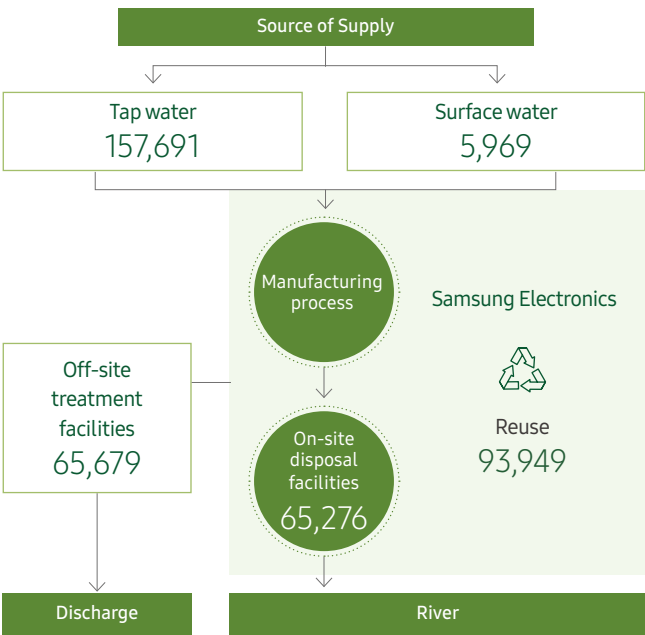 Source of Supply
Tap water
157,691
Surface water
5,969
Manufacturing
process
Samsung Electronics
Reuse
93,949
Off-site
treatment
facilities
65,679
On-site
disposal
facilities
65,276
Discharge
River